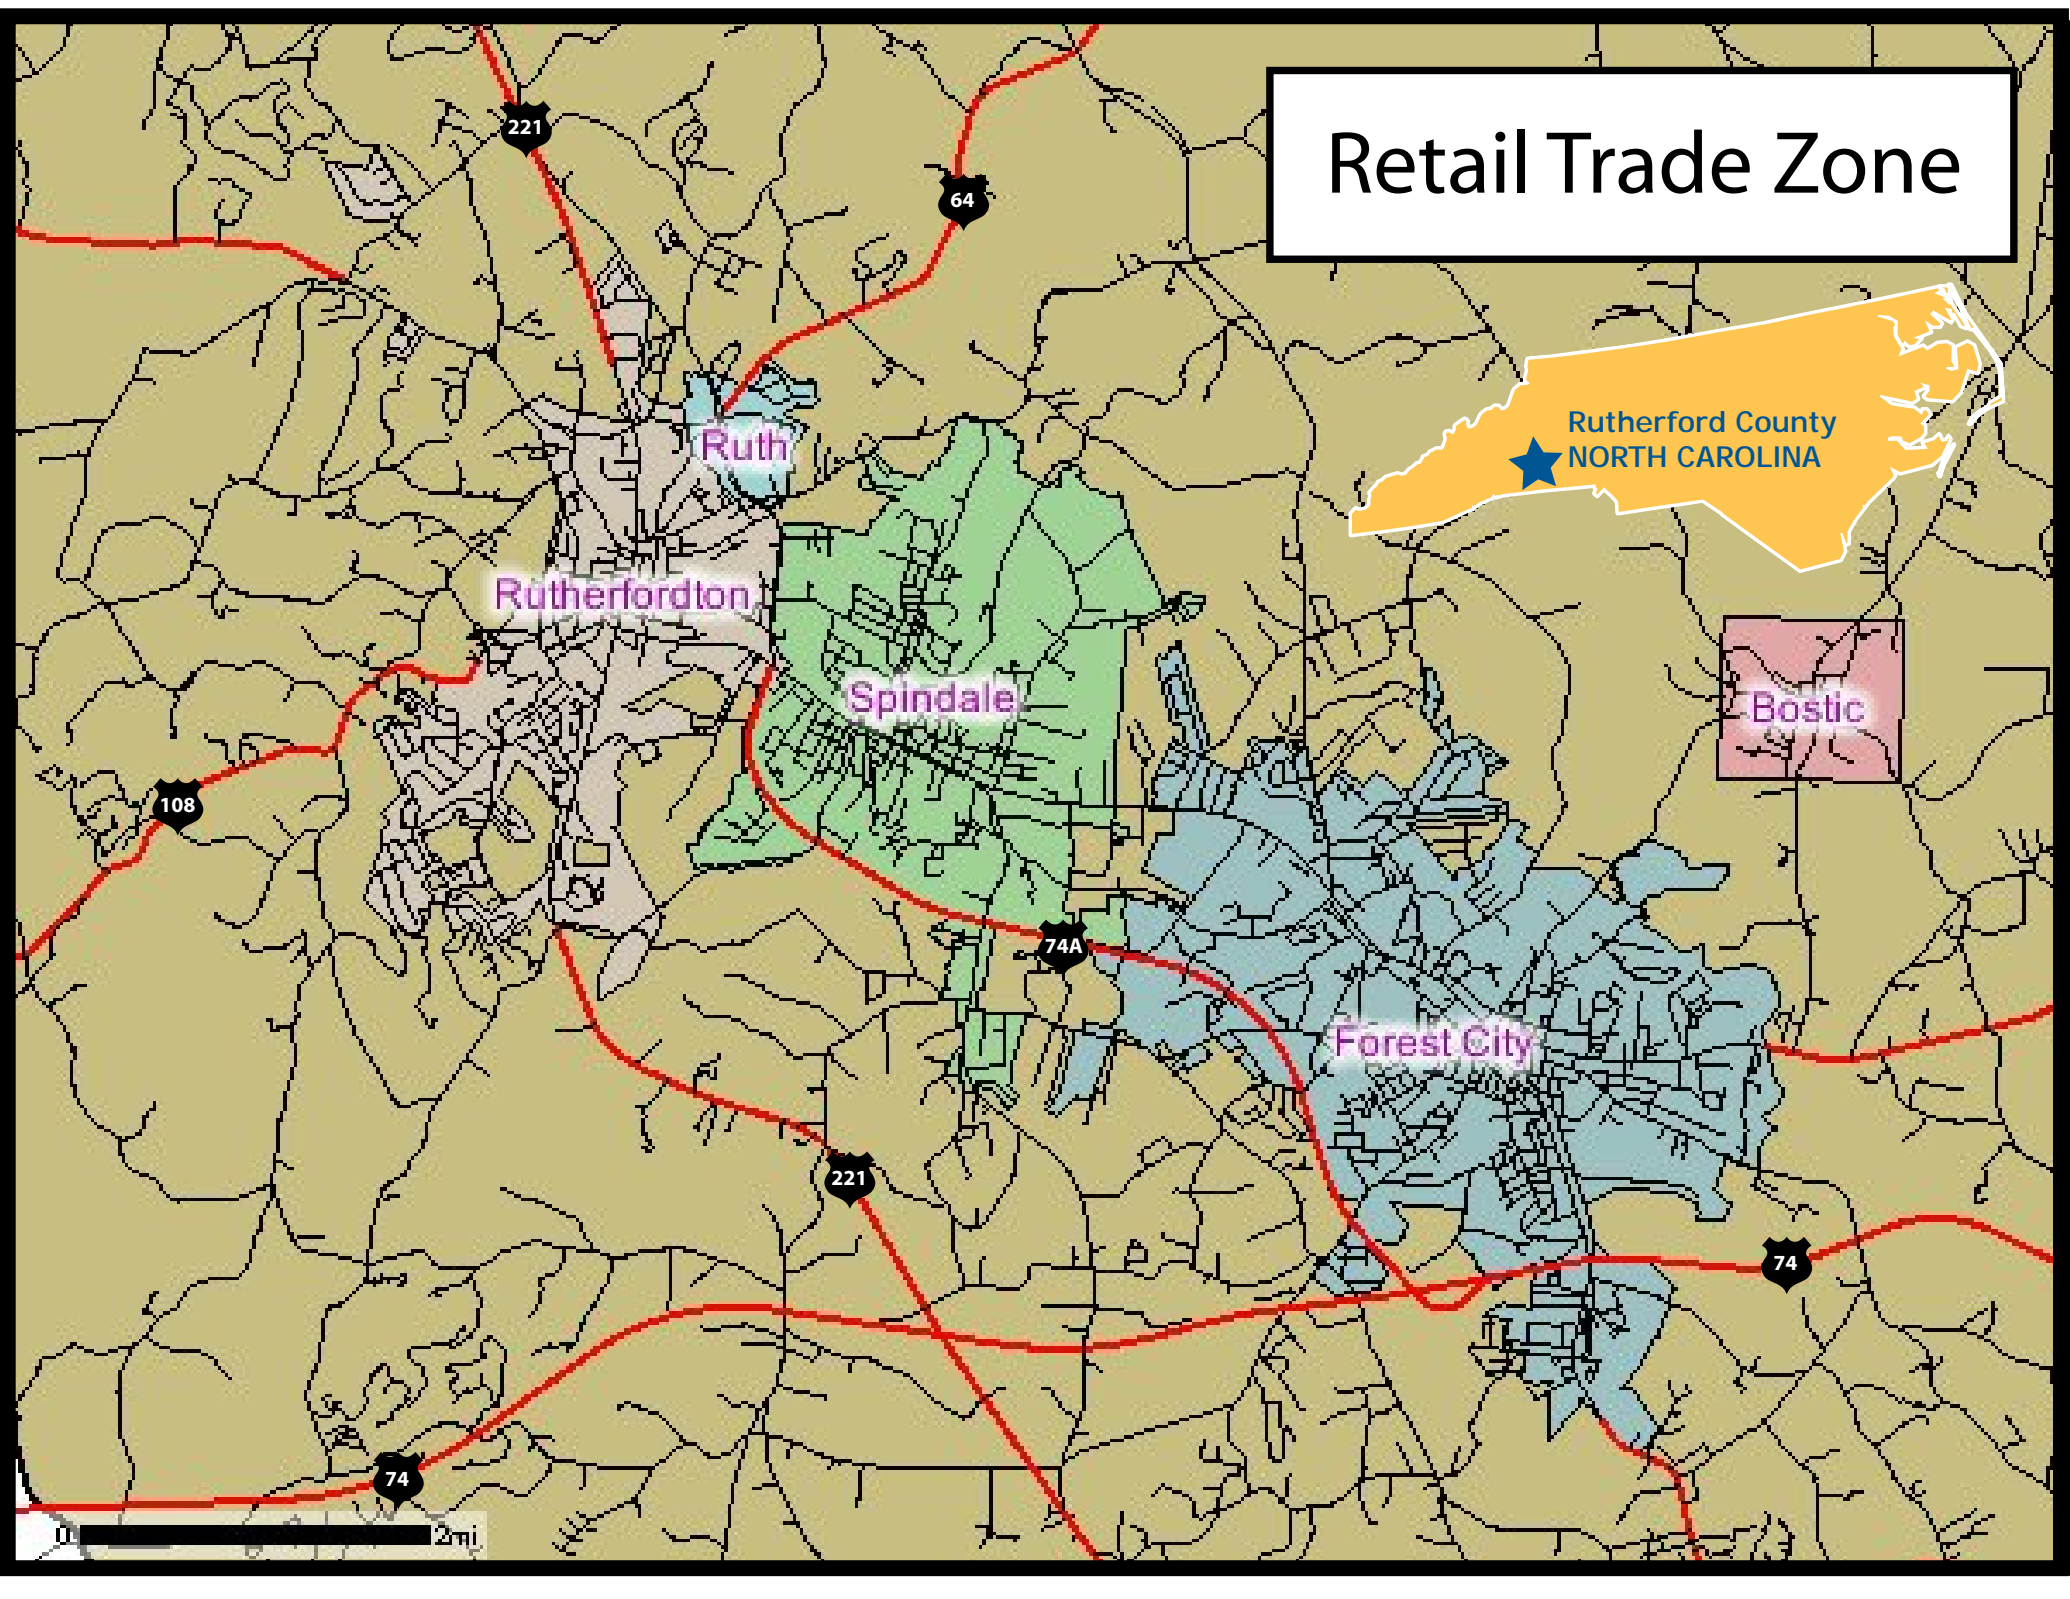 221
64
Retail Trade Zone
Rutherford County
NORTH CAROLINA
Ruth
Rutherfordton
Spindale
Bostic
108
74A
Forest City
221
74
74
0 2mi